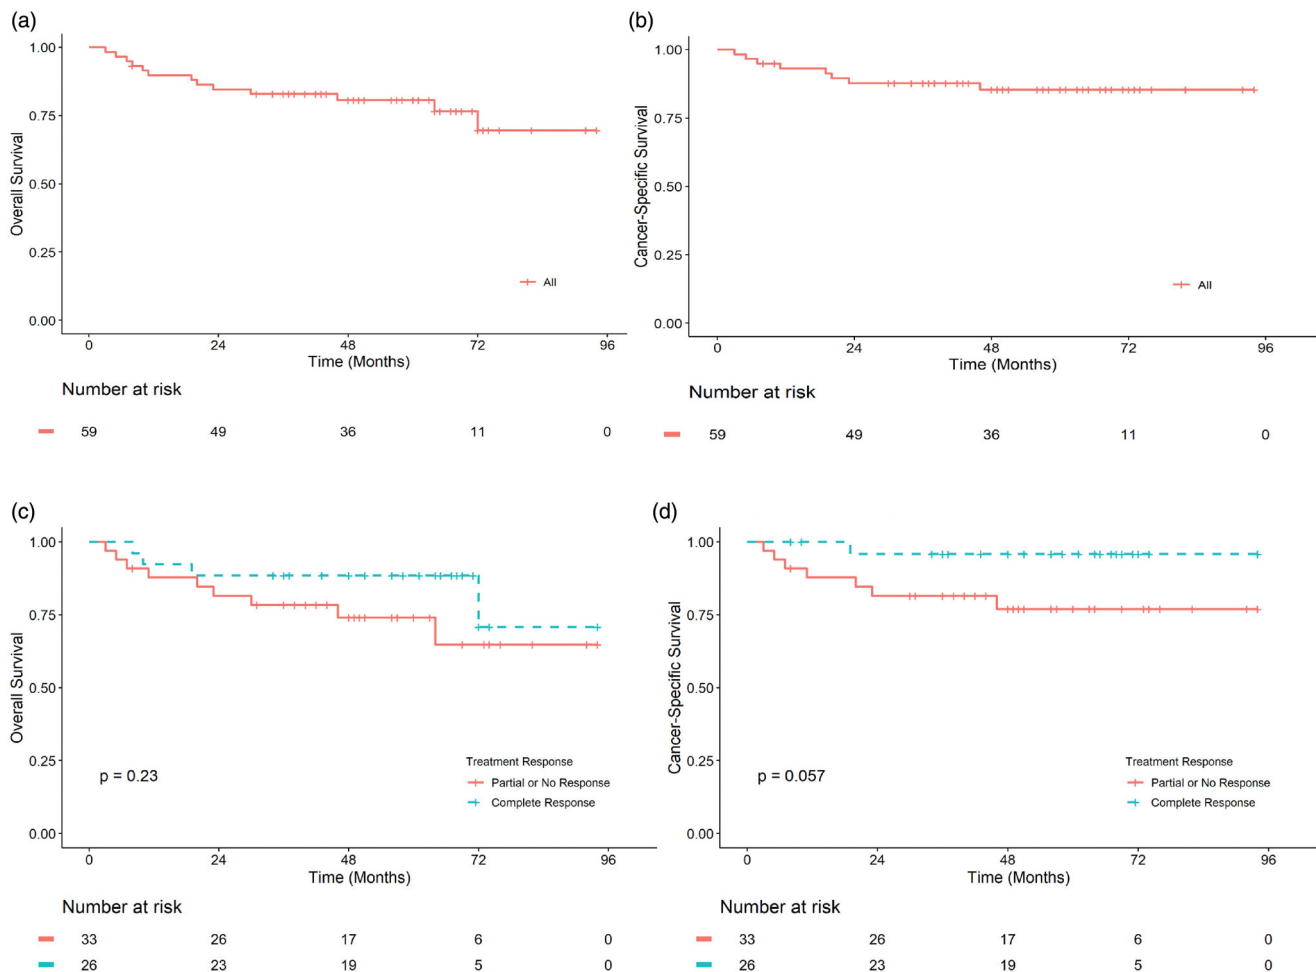 (a)
1.00
0.75
0.50
0.25
0.00
Overall Survival
All
0 24 48 72 96
Time (Months)
Number at risk
59 49 36 11 0
(b)
1.00
0.75
0.50
0.25
0.00
Cancer-Specific Survival
All
0 24 48 72 96
Time (Months)
Number at risk
59 49 36 11 0
(c)
1.00
0.75
0.50
0.25
0.00
Overall Survival
p = 0.23
Treatment Response
Partial or No Response
Complete Response
0 24 48 72 96
Time (Months)
Number at risk
33 26 17 6 0
26 23 19 5 0
(d)
1.00
0.75
0.50
0.25
0.00
Cancer-Specific Survival
p = 0.057
Treatment Response
Partial or No Response
Complete Response
0 24 48 72 96
Time (Months)
Number at risk
33 26 17 6 0
26 23 19 5 0